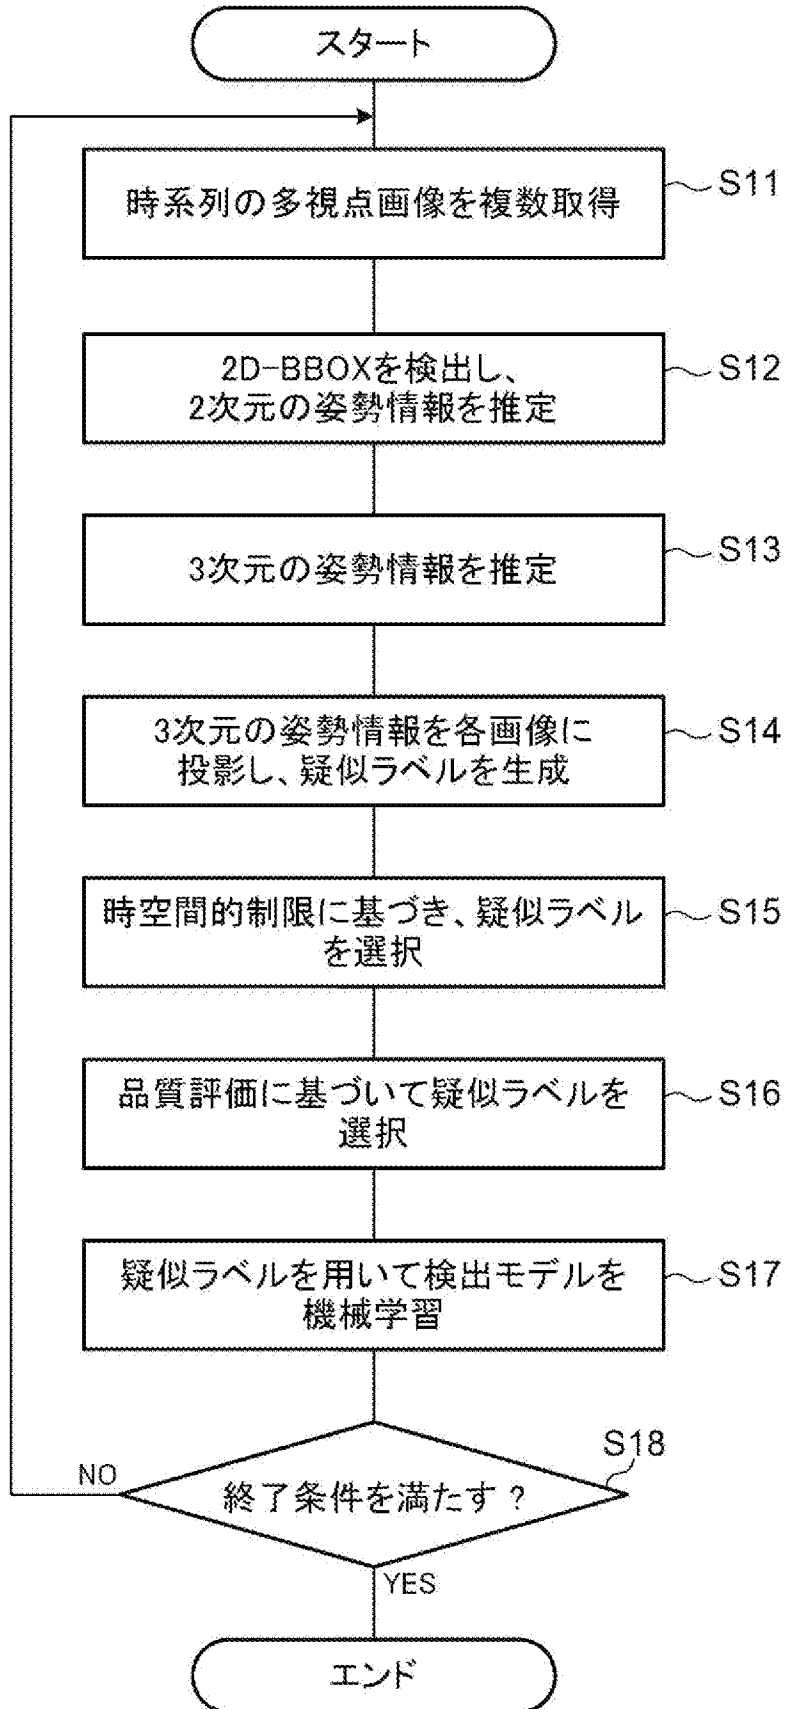 スタート
時系列の多視点画像を複数取得
S11
2D-BBOXを検出し、
2次元の姿勢情報を推定
S12
3次元の姿勢情報を推定
S13
3次元の姿勢情報を各画像に
投影し、疑似ラベルを生成
S14
時空間的制限に基づき、疑似ラベル
を選択
S15
品質評価に基づいて疑似ラベルを
選択
S16
疑似ラベルを用いて検出モデルを
機械学習
S17
終了条件を満たす?
S18
NO
YES
エンド